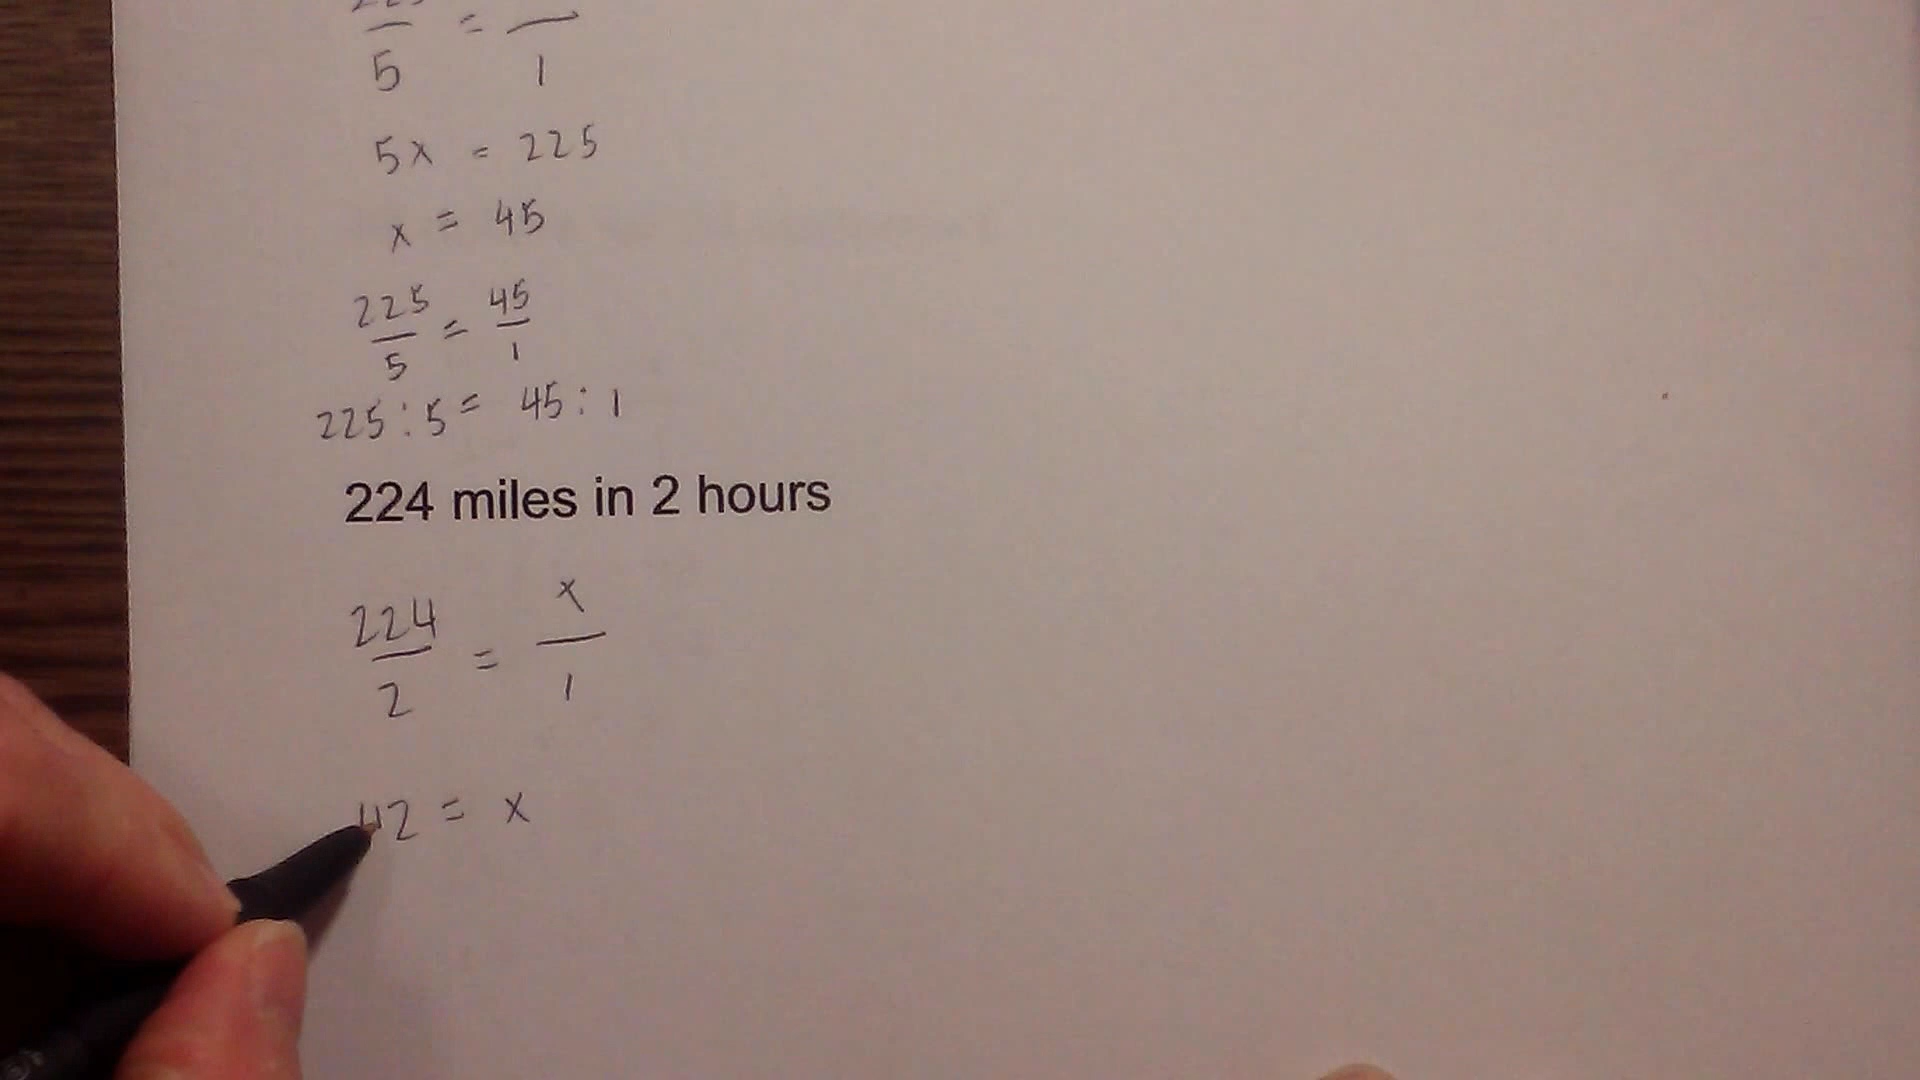 5 = 1
5x = 225
x = 45
225/5 = 45/1
225:5 = 45:1
224 miles in 2 hours
224/2 = x/1
42 = x